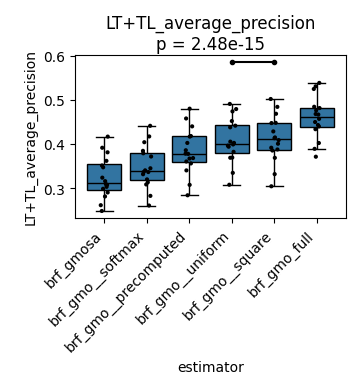 LT+TL_average_precision
p = 2.48e-15
LT+TL_average_precision
0.6
0.5
0.4
0.3
brf_gmosa
brf_gmo__softmax
brf_gmo__precomputed
brf_gmo__uniform
brf_gmo__square
brf_gmo_full
estimator